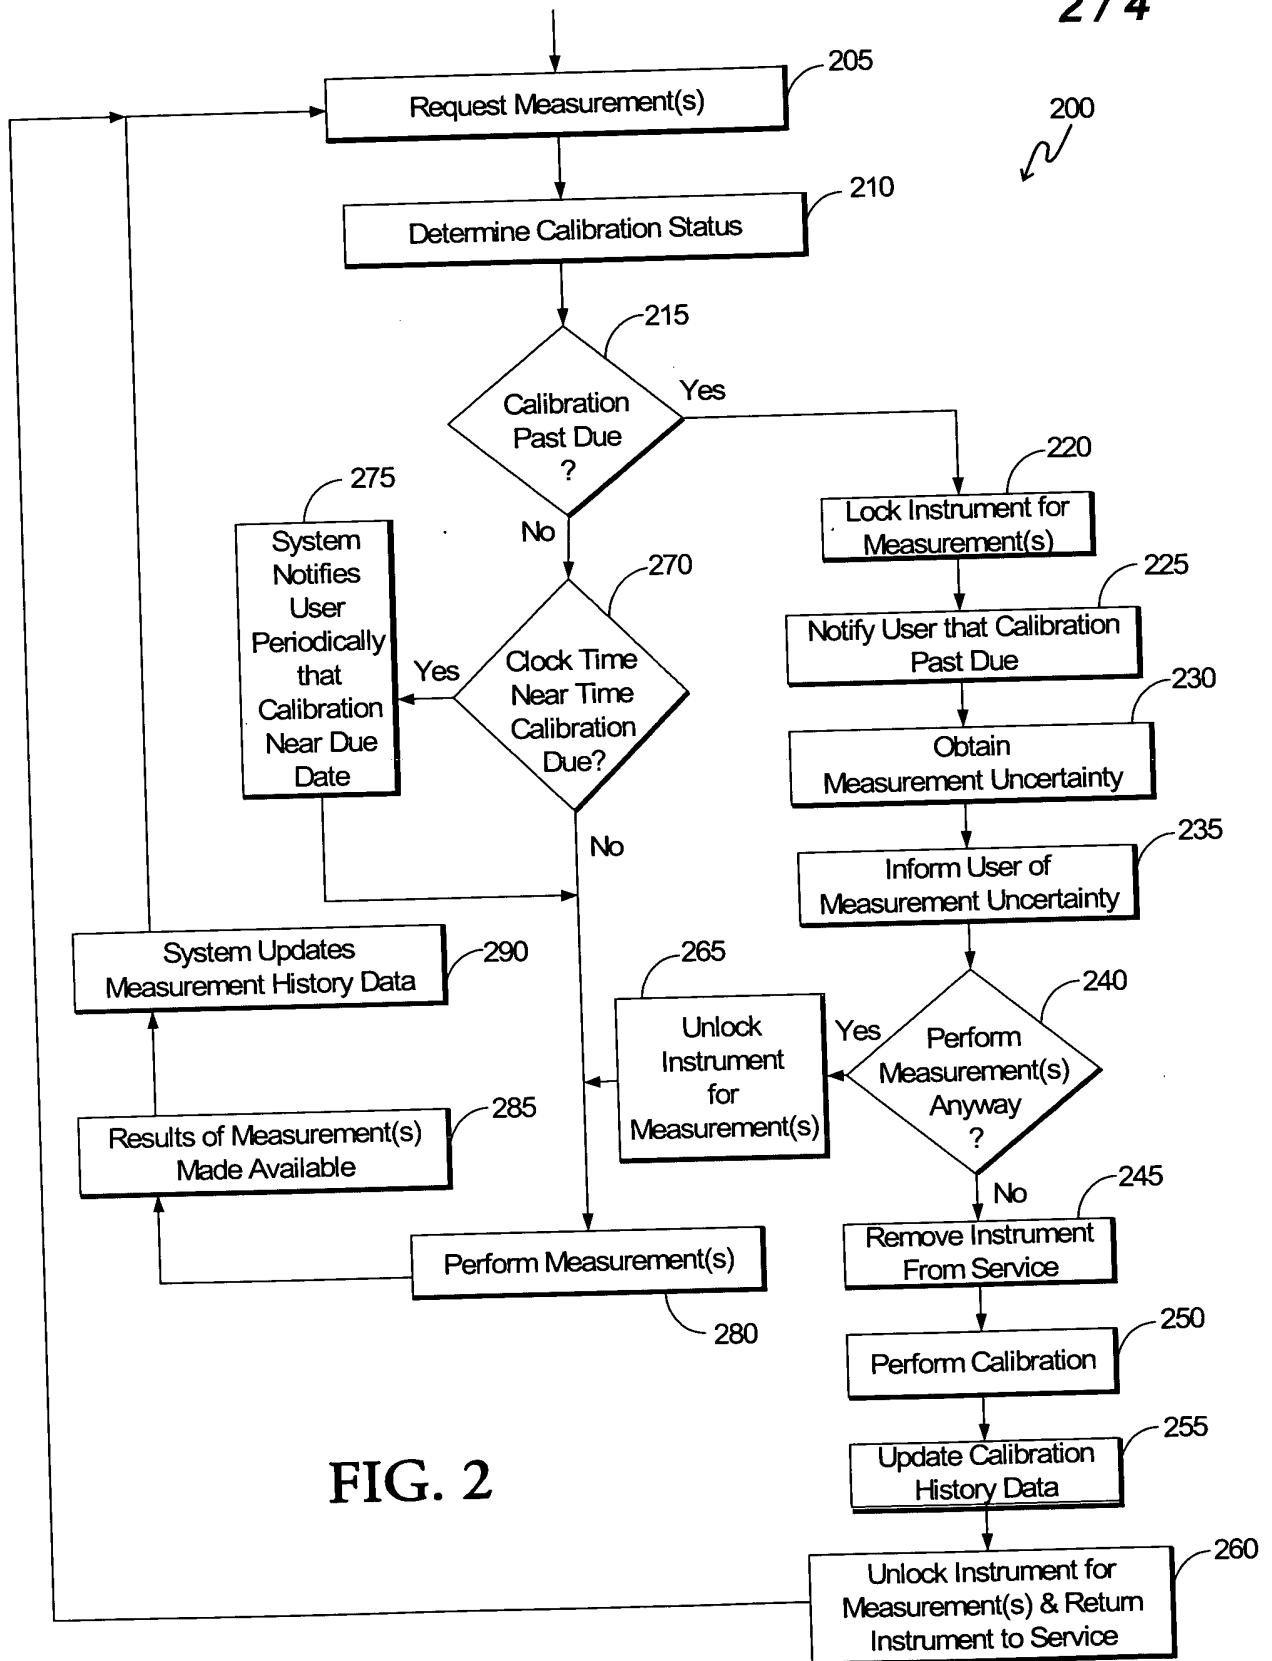 2/4
205
Request Measurement(s)
200
210
Determine Calibration Status
215
Calibration
Past Due
?
Yes
No
220
Lock Instrument for
Measurement(s)
275
System
Notifies
User
Periodically
that
Calibration
Near Due
Date
270
Clock Time
Near Time
Calibration
Due?
Yes
No
225
Notify User that Calibration
Past Due
230
Obtain
Measurement Uncertainty
235
Inform User of
Measurement Uncertainty
290
System Updates
Measurement History Data
265
Unlock
Instrument
for
Measurement(s)
240
Perform
Measurement(s)
Anyway
?
Yes
No
285
Results of Measurement(s)
Made Available
245
Remove Instrument
From Service
Perform Measurement(s)
280
250
Perform Calibration
255
Update Calibration
History Data
FIG. 2
260
Unlock Instrument for
Measurement(s) & Return
Instrument to Service